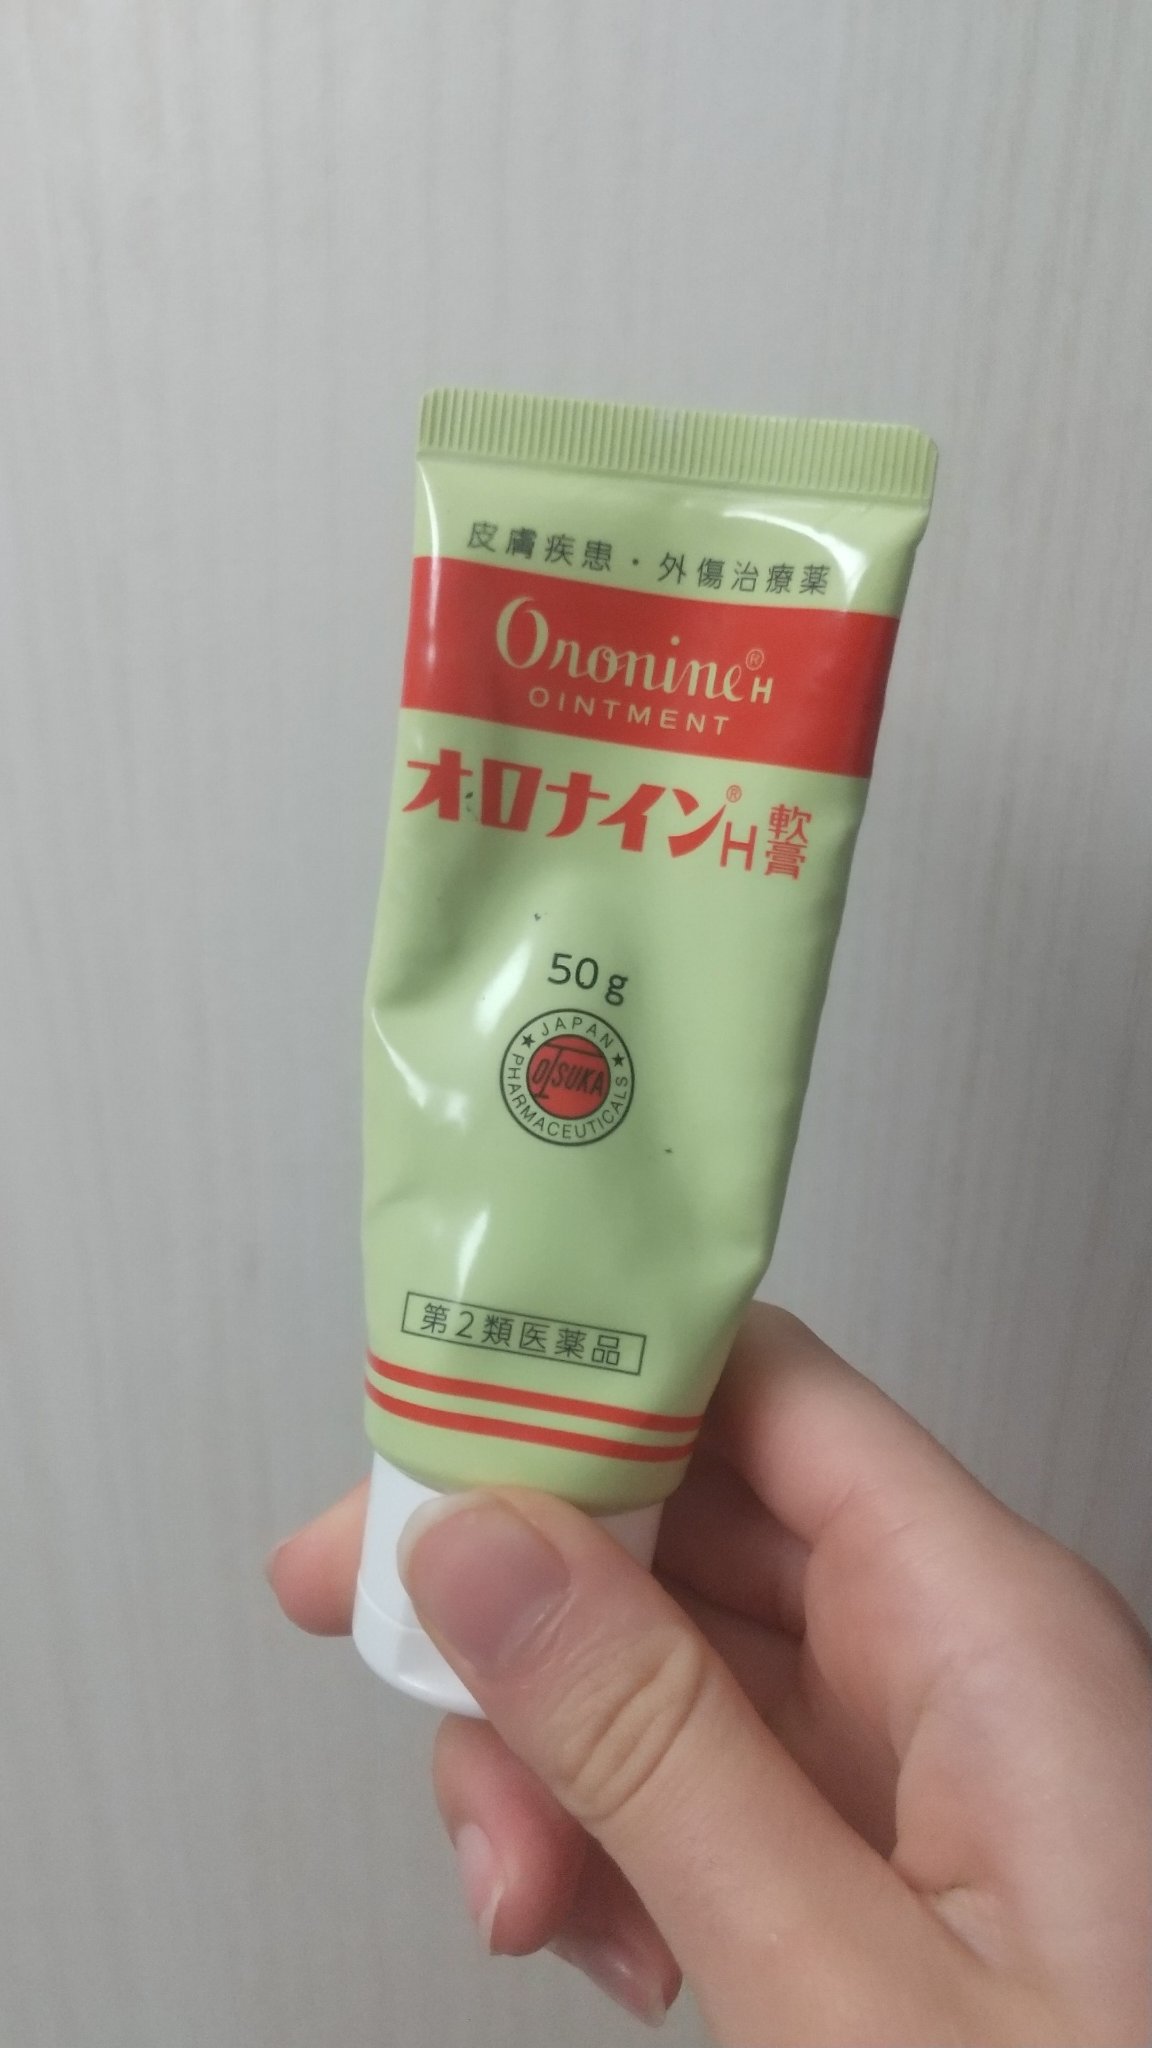 皮膚疾患・外傷治療薬
Oronine® H
OINTMENT
オロナイン® H 軟膏
50g
★ JAPAN ★
OTSUKA
PHARMACEUTICALS
第2類医薬品